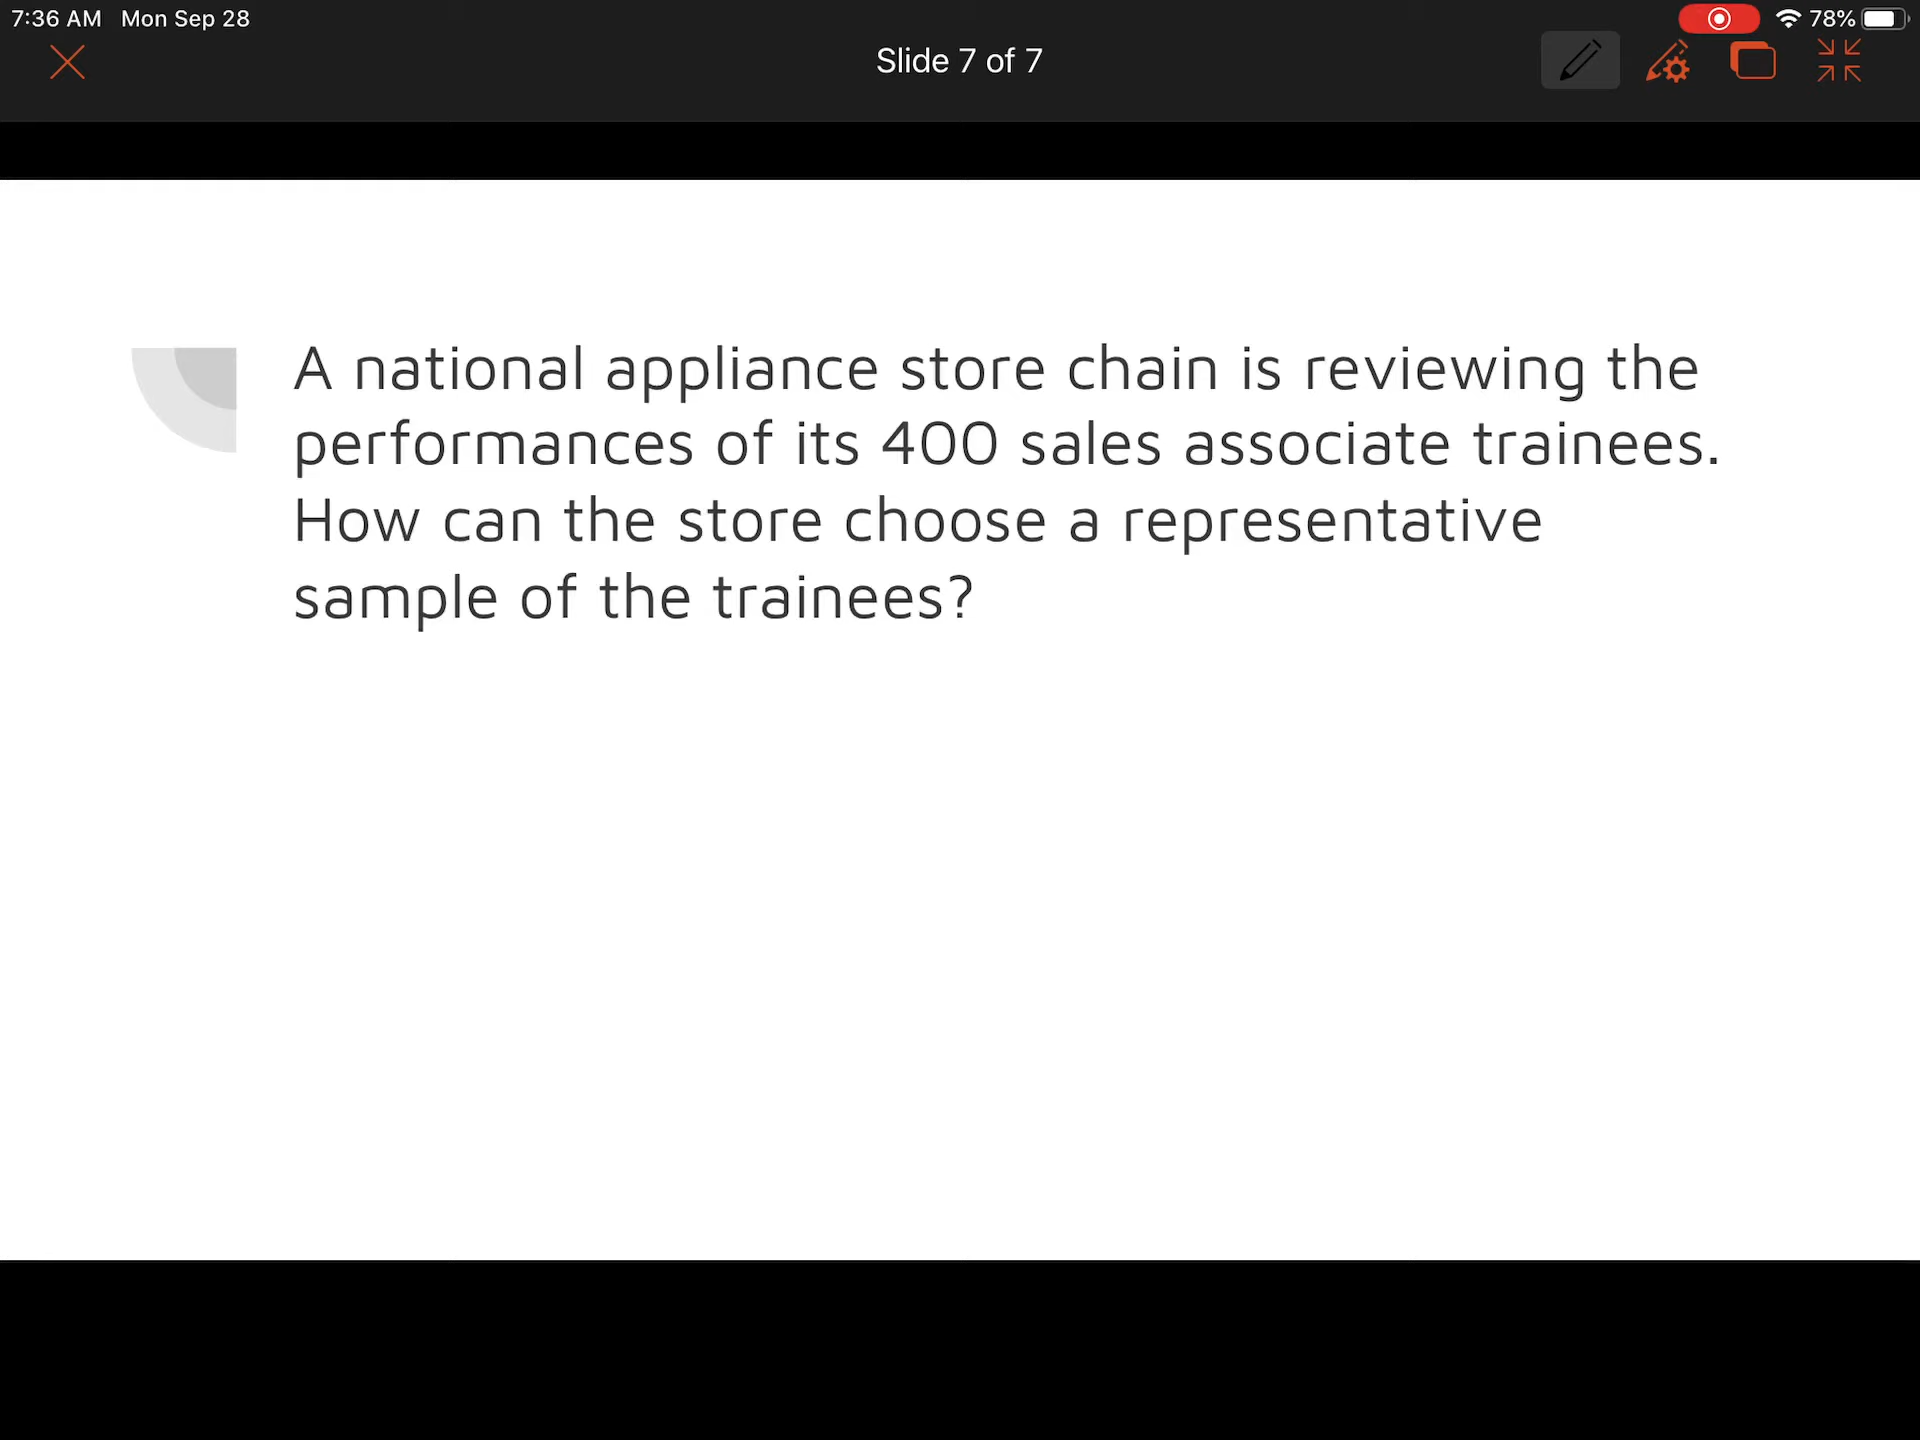 7:36 AM Mon Sep 28
78%
Slide 7 of 7
A national appliance store chain is reviewing the
performances of its 400 sales associate trainees.
How can the store choose a representative
sample of the trainees?